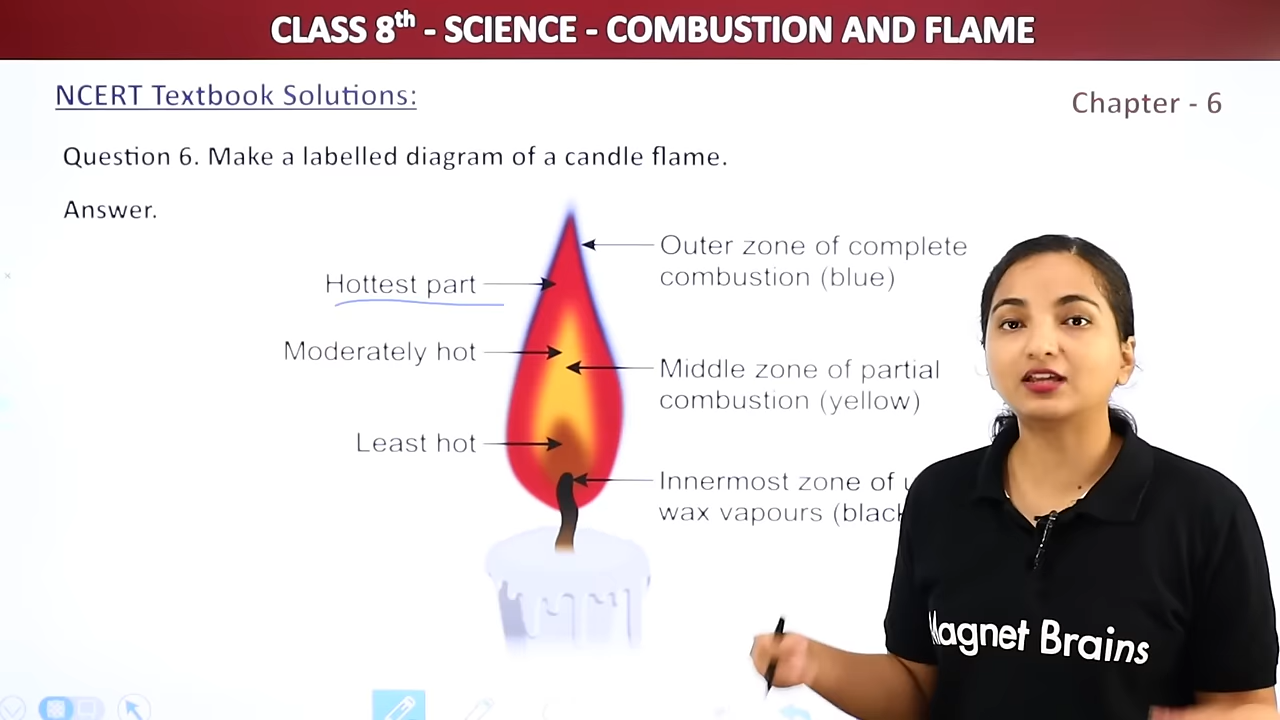 CLASS 8th - SCIENCE - COMBUSTION AND FLAME
NCERT Textbook Solutions:
Chapter - 6
Question 6. Make a labelled diagram of a candle flame.
Answer.
Outer zone of complete
combustion (blue)
Hottest part
Moderately hot
Middle zone of partial
combustion (yellow)
Least hot
Innermost zone of
wax vapours (black
Magnet Brains